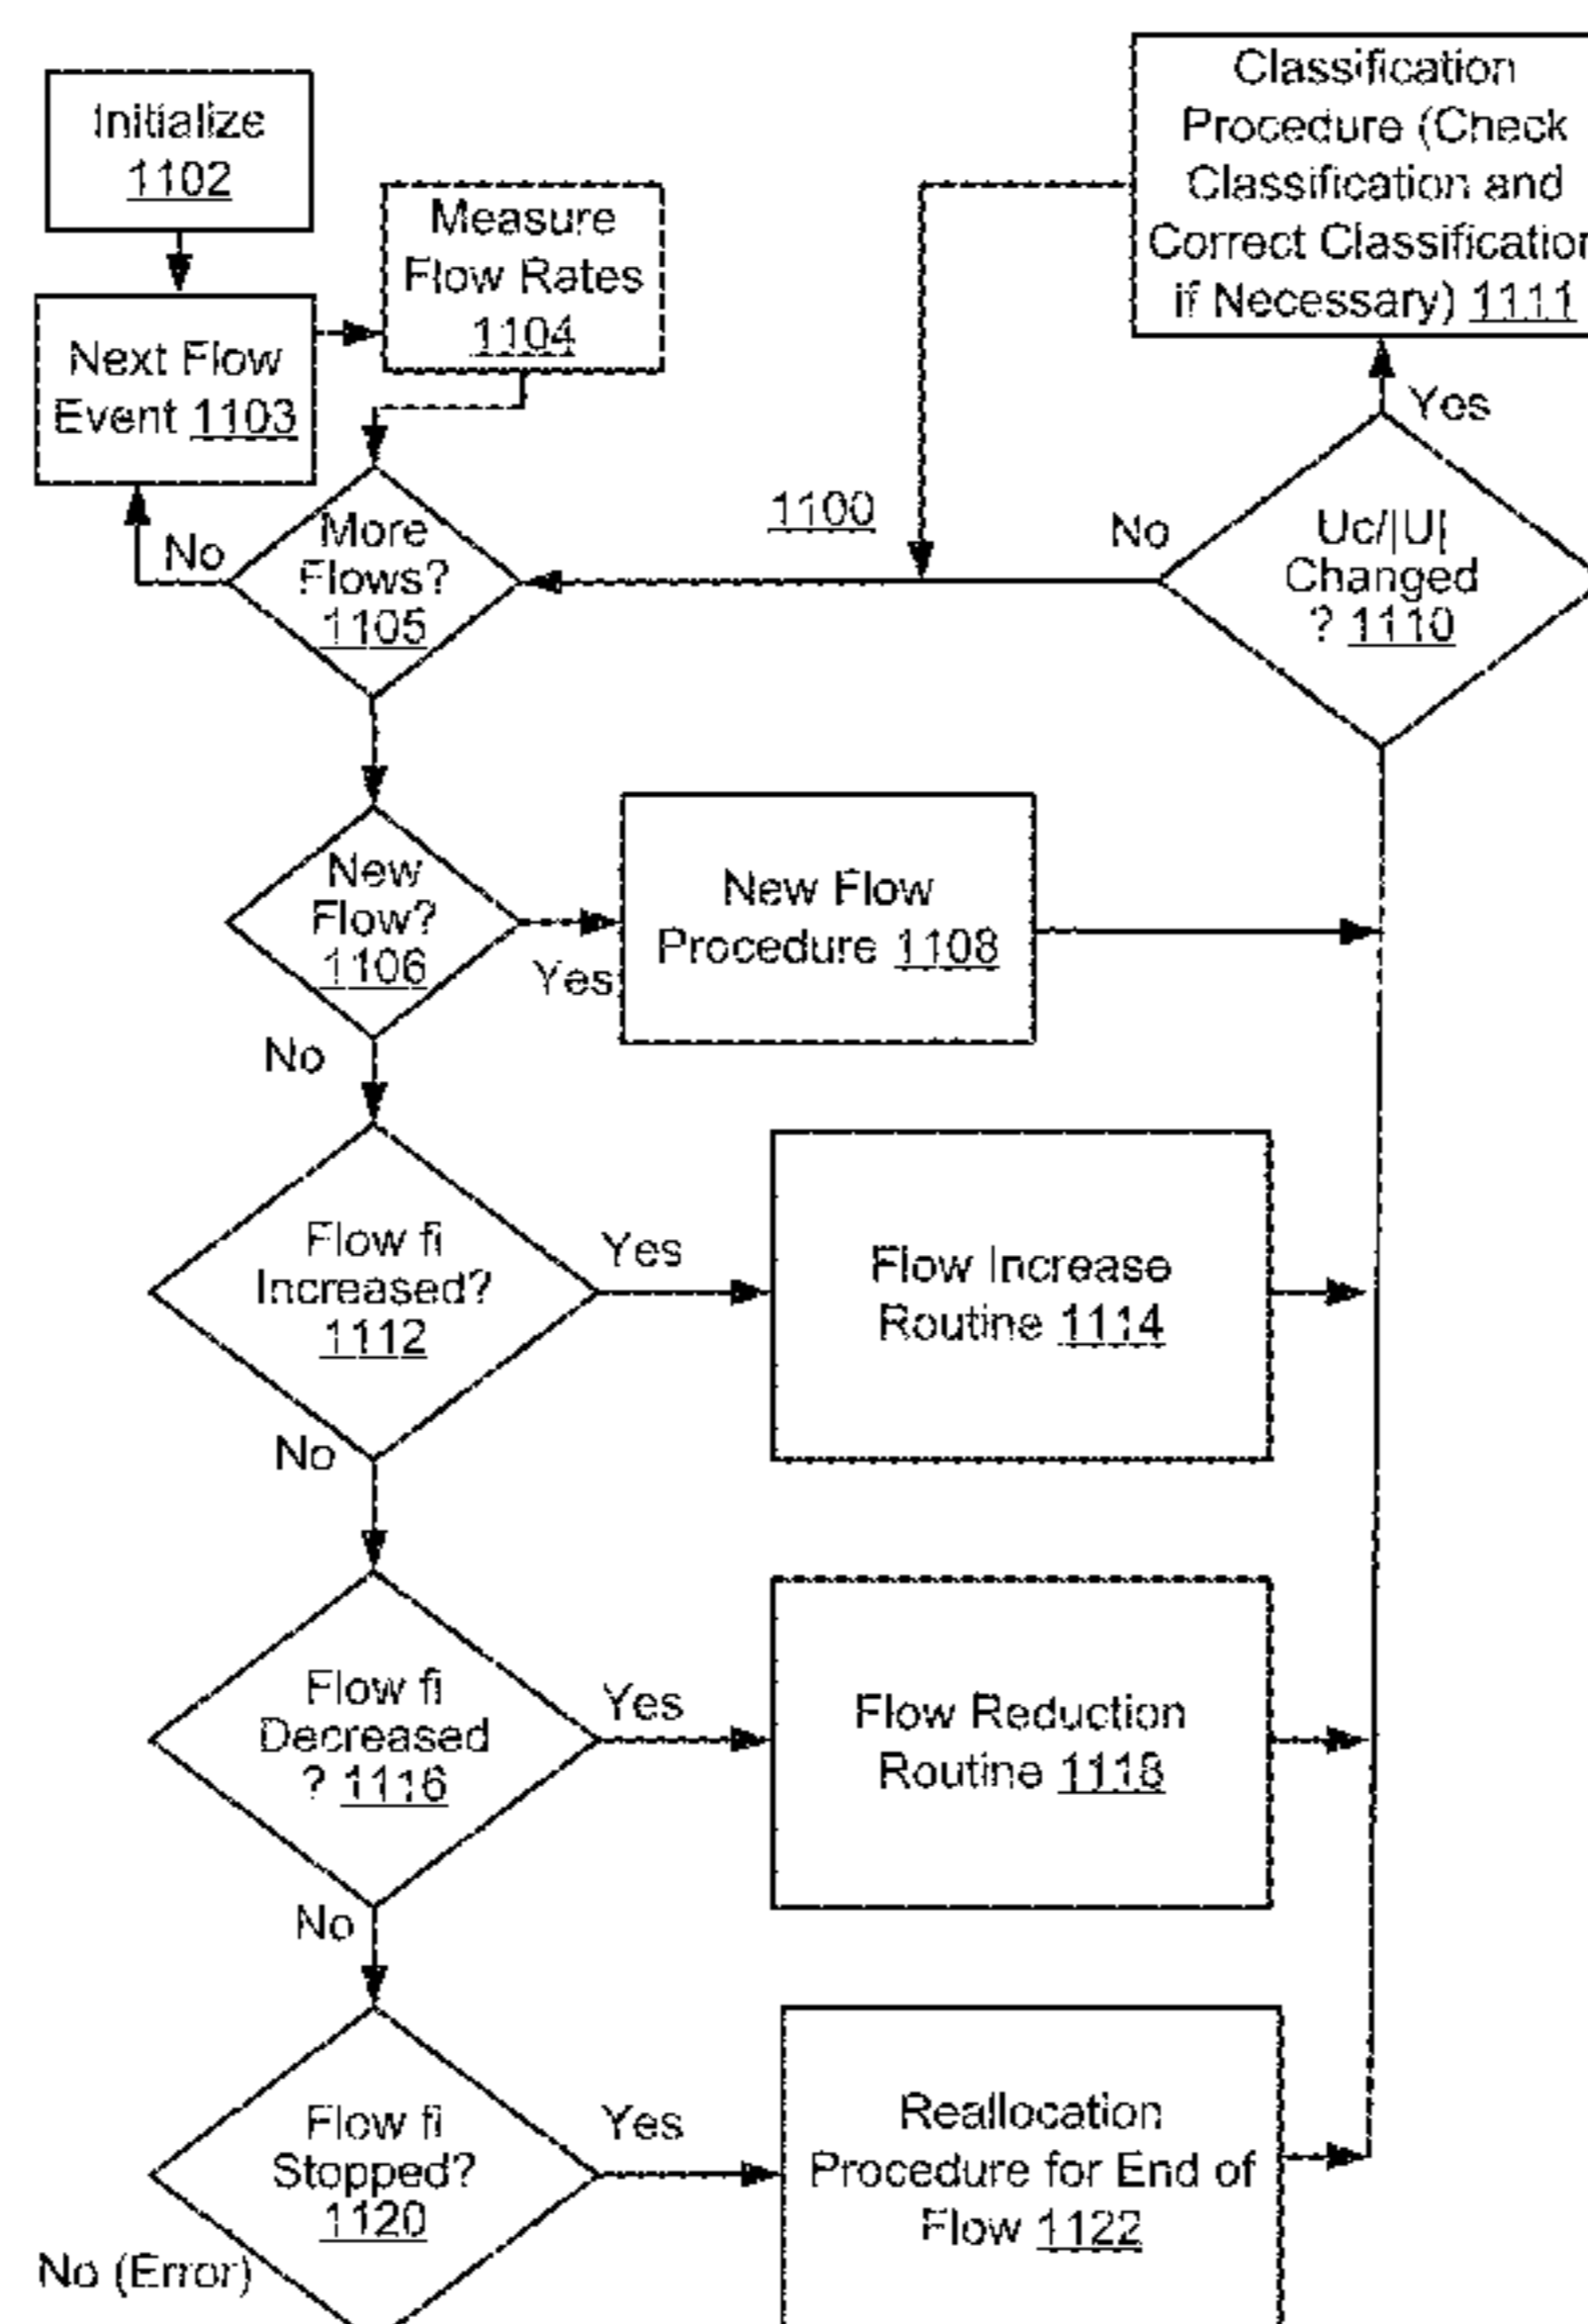 Initialize
1102
Measure
Flow Rates
1104
Next Flow
Event 1103
Classification
Procedure (Check
Classification and
Correct Classification
if Necessary) 1111
Yes
More
Flows?
1105
No
1100
No
Uc/|U|
Changed
? 1110
New
Flow?
1106
Yes
New Flow
Procedure 1108
No
Flow fi
Increased?
1112
Yes
Flow Increase
Routine 1114
No
Flow fi
Decreased
? 1116
Yes
Flow Reduction
Routine 1118
No
Flow fi
Stopped?
1120
Yes
Reallocation
Procedure for End of
Flow 1122
No (Error)